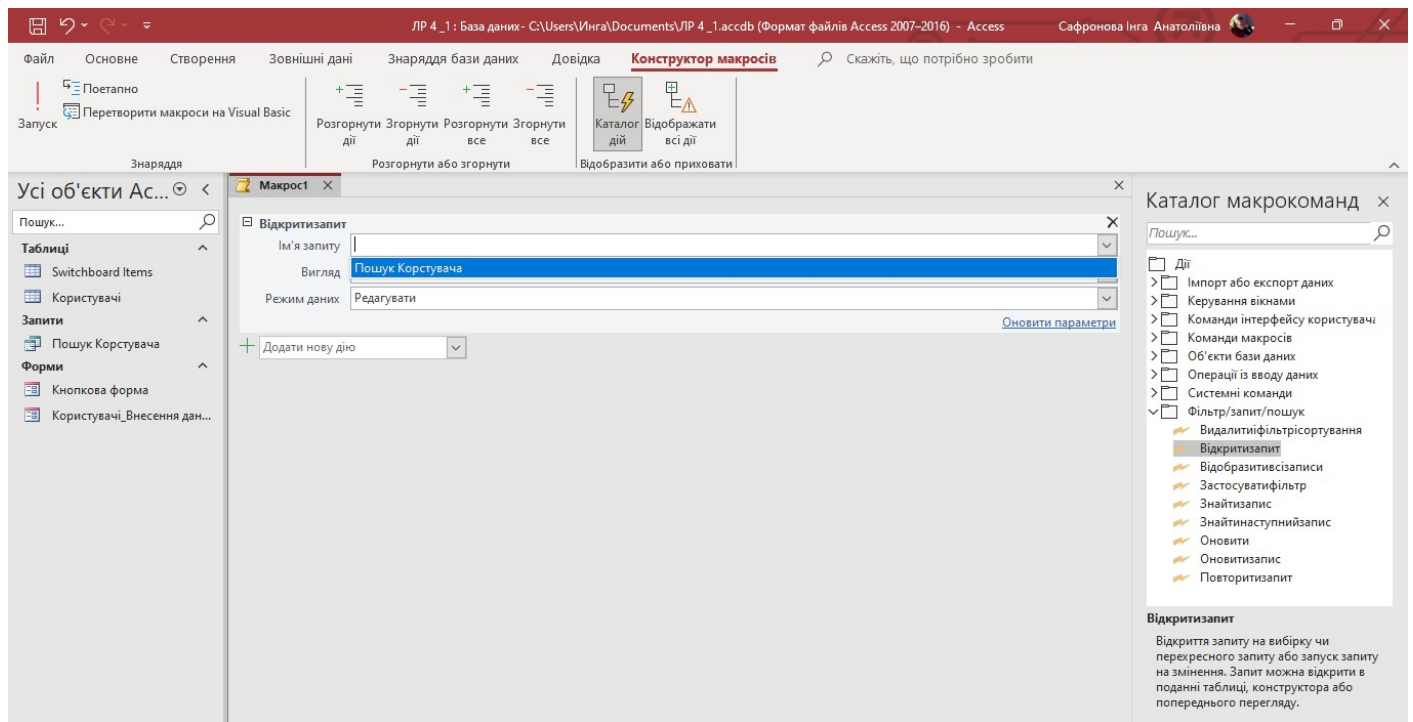 ЛР 4_1 : База даних- C:\Users\Инга\Documents\ЛР 4 _1.accdb (Формат файлів Access 2007–2016) - Access
Сафронова Інга Анатоліївна
Файл Основне Створення Зовнішні дані Знаряддя бази даних Довідка Конструктор макросів Скажіть, що потрібно зробити
Запуск
Поетапно
Перетворити макроси на Visual Basic
Знаряддя
Розгорнути дії
Згорнути дії
Розгорнути все
Згорнути все
Розгорнути або згорнути
Каталог дій
Відображати всі дії
Відобразити або приховати
Усі об'єкти Ac...
Пошук...
Таблиці
Switchboard Items
Користувачі
Запити
Пошук Корстувача
Форми
Кнопкова форма
Користувачі_Внесення дан...
Макрос1
Відкритизапит
Ім'я запиту
Пошук Корстувача
Вигляд
Режим даних Редагувати
Оновити параметри
Додати нову дію
Каталог макрокоманд
Пошук...
Дії
Імпорт або експорт даних
Керування вікнами
Команди інтерфейсу користувача
Команди макросів
Об'єкти бази даних
Операції із вводу даних
Системні команди
Фільтр/запит/пошук
Видалитифільтрісортування
Відкритизапит
Відобразитивсізаписи
Застосуватифільтр
Знайтизапис
Знайтинаступнийзапис
Оновити
Оновитизапис
Повторитизапит
Відкритизапит
Відкриття запиту на вибірку чи
перехресного запиту або запуск запиту
на змінення. Запит можна відкрити в
поданні таблиці, конструктора або
попереднього перегляду.